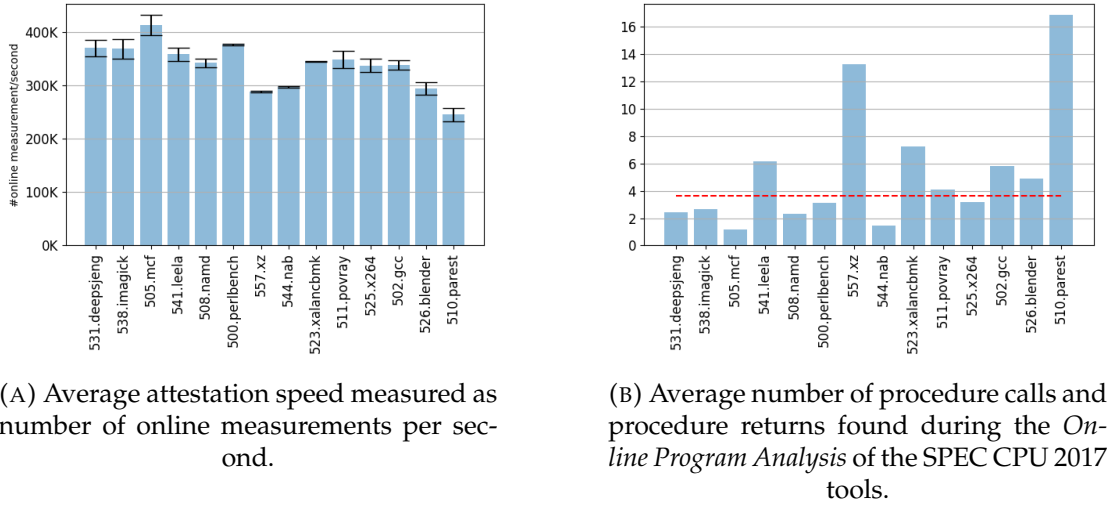 400K
300K
200K
100K
0K
#online measurement/second
531.deepsjeng
538.imagick
505.mcf
541.leela
508.namd
500.perlbench
557.xz
544.nab
523.xalancbmk
511.povray
525.x264
502.gcc
526.blender
510.parest
(A) Average attestation speed measured as
number of online measurements per sec-
ond.
16
14
12
10
8
6
4
2
0
531.deepsjeng
538.imagick
505.mcf
541.leela
508.namd
500.perlbench
557.xz
544.nab
523.xalancbmk
511.povray
525.x264
502.gcc
526.blender
510.parest
(B) Average number of procedure calls and
procedure returns found during the On-
line Program Analysis of the SPEC CPU 2017
tools.